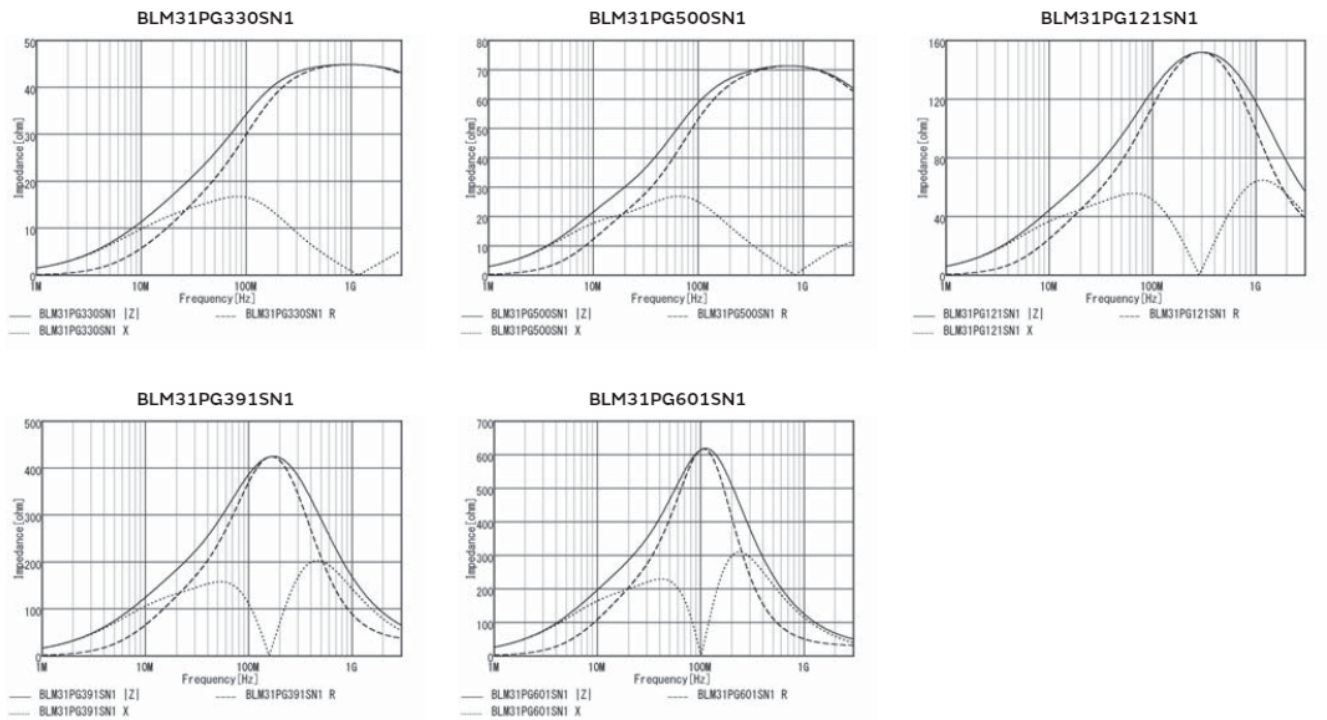 BLM31PG330SN1
50
40
30
20
10
0
Impedance[ohm]
1M 10M 100M 1G
Frequency[Hz]
BLM31PG330SN1 |Z| BLM31PG330SN1 R
BLM31PG330SN1 X
BLM31PG500SN1
80
70
60
50
40
30
20
10
0
Impedance[ohm]
1M 10M 100M 1G
Frequency[Hz]
BLM31PG500SN1 |Z| BLM31PG500SN1 R
BLM31PG500SN1 X
BLM31PG121SN1
160
120
80
40
0
Impedance[ohm]
1M 10M 100M 1G
Frequency[Hz]
BLM31PG121SN1 |Z| BLM31PG121SN1 R
BLM31PG121SN1 X
BLM31PG391SN1
500
400
300
200
100
0
Impedance[ohm]
1M 10M 100M 1G
Frequency[Hz]
BLM31PG391SN1 |Z| BLM31PG391SN1 R
BLM31PG391SN1 X
BLM31PG601SN1
700
600
500
400
300
200
100
0
Impedance[ohm]
1M 10M 100M 1G
Frequency[Hz]
BLM31PG601SN1 |Z| BLM31PG601SN1 R
BLM31PG601SN1 X